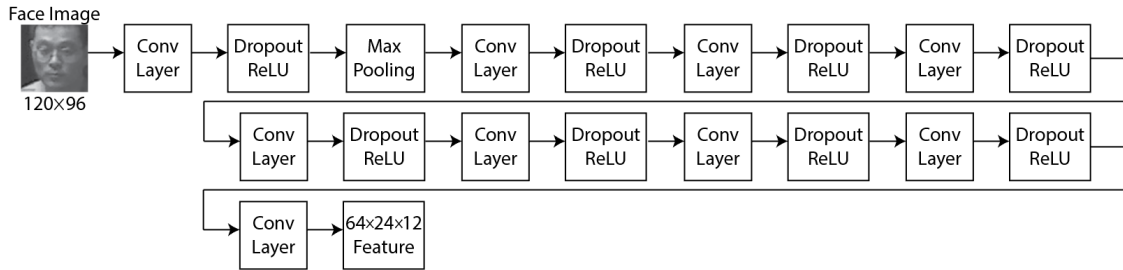 Face Image
120×96
Conv
Layer
Dropout
ReLU
Max
Pooling
Conv
Layer
Dropout
ReLU
Conv
Layer
Dropout
ReLU
Conv
Layer
Dropout
ReLU
Conv
Layer
Dropout
ReLU
Conv
Layer
Dropout
ReLU
Conv
Layer
Dropout
ReLU
Conv
Layer
Dropout
ReLU
Conv
Layer
64×24×12
Feature